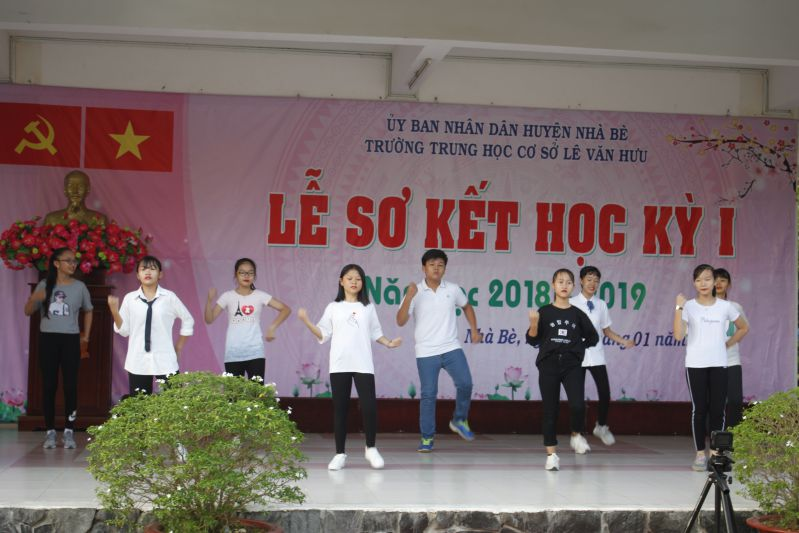 ỦY BAN NHÂN DÂN HUYỆN NHÀ BÈ
TRƯỜNG TRUNG HỌC CƠ SỞ LÊ VĂN HƯU
LỄ SƠ KẾT HỌC KỲ I
Năm học 2018 2019
Nhà Bè, 01 năm